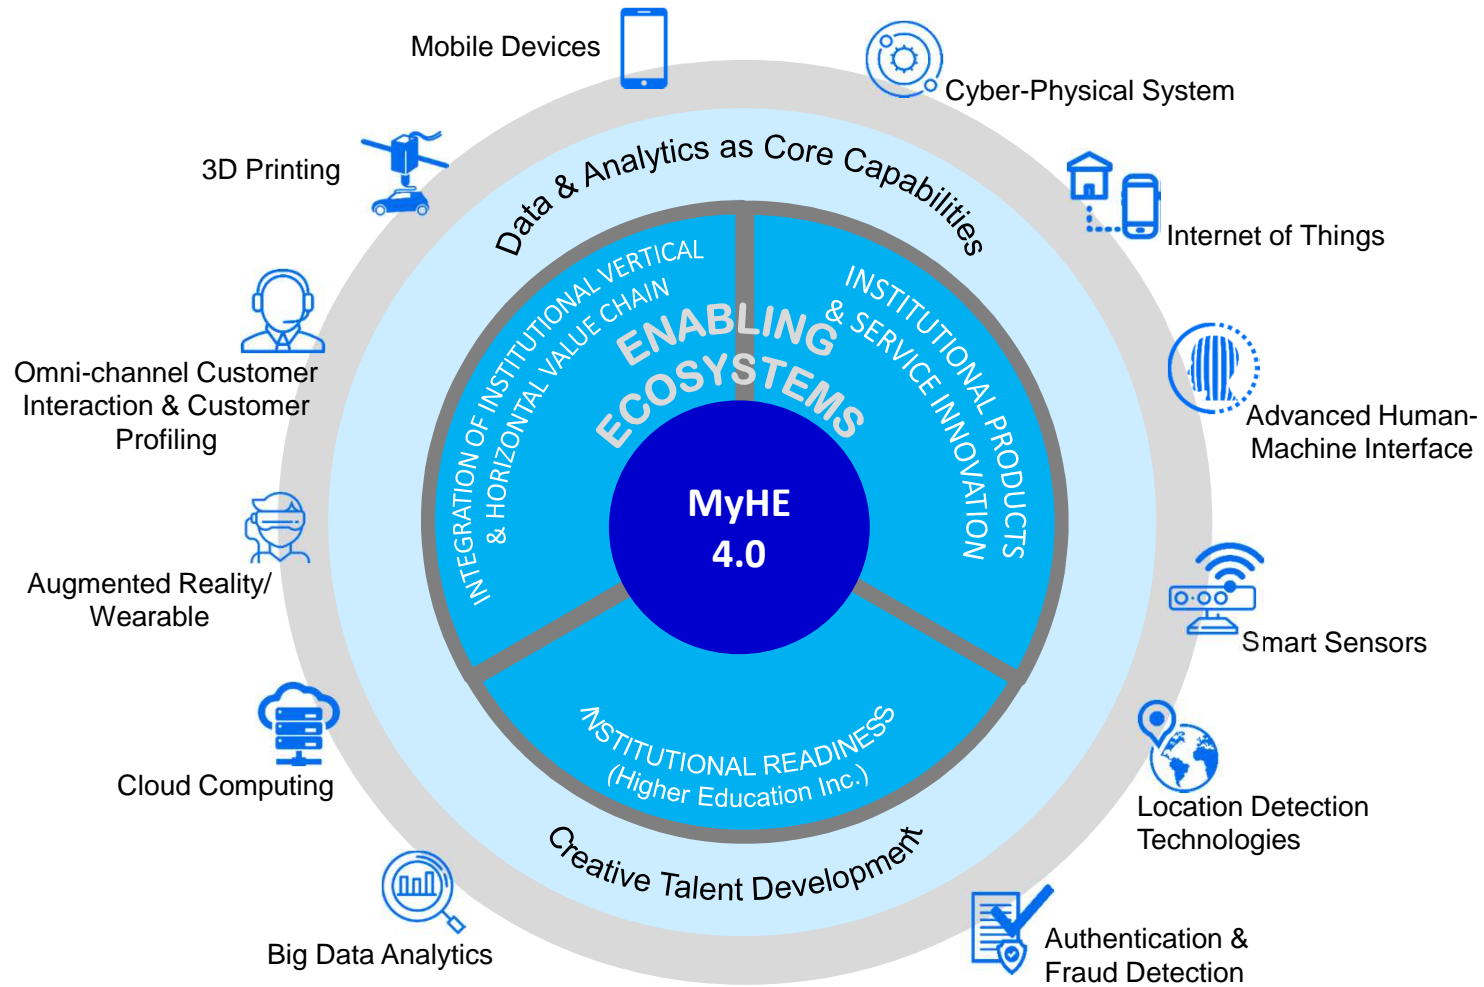 Mobile Devices
Cyber-Physical System
3D Printing
Internet of Things
Omni-channel Customer
Interaction & Customer
Profiling
Advanced Human-
Machine Interface
Augmented Reality/
Wearable
Smart Sensors
Cloud Computing
Location Detection
Technologies
Big Data Analytics
Authentication &
Fraud Detection
Data & Analytics as Core Capabilities
INTEGRATION OF INSTITUTIONAL VERTICAL
& HORIZONTAL VALUE CHAIN
INSTITUTIONAL PRODUCTS
& SERVICE INNOVATION
ENABLING
ECOSYSTEMS
MyHE
4.0
INSTITUTIONAL READINESS
(Higher Education Inc.)
Creative Talent Development